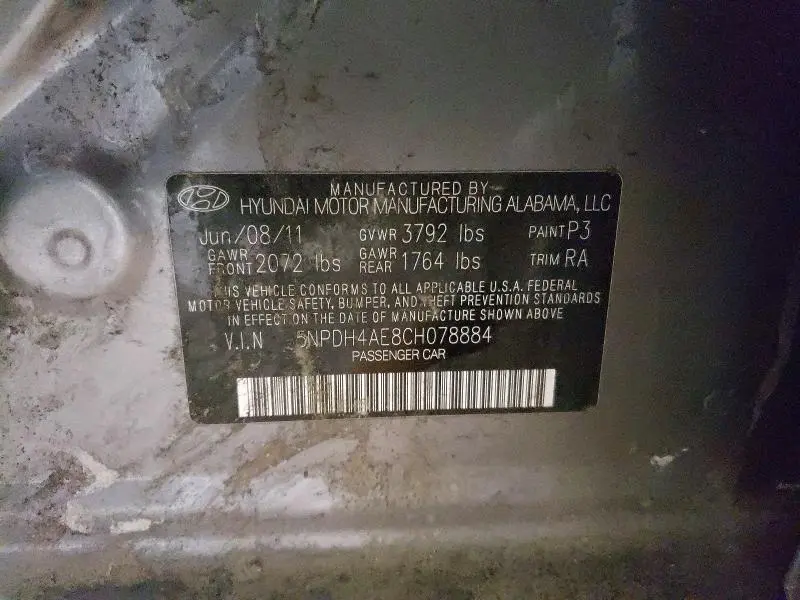 MANUFACTURED BY
HYUNDAI MOTOR MANUFACTURING ALABAMA, LLC
Jun/08/11 GVWR 3792 lbs PAINT P3
GAWR FRONT 2072 lbs GAWR REAR 1764 lbs TRIM RA
THIS VEHICLE CONFORMS TO ALL APPLICABLE U.S.A. FEDERAL
MOTOR VEHICLE SAFETY, BUMPER, AND THEFT PREVENTION STANDARDS
IN EFFECT ON THE DATE OF MANUFACTURE SHOWN ABOVE
V.I.N 5NPDH4AE8CH078884
PASSENGER CAR